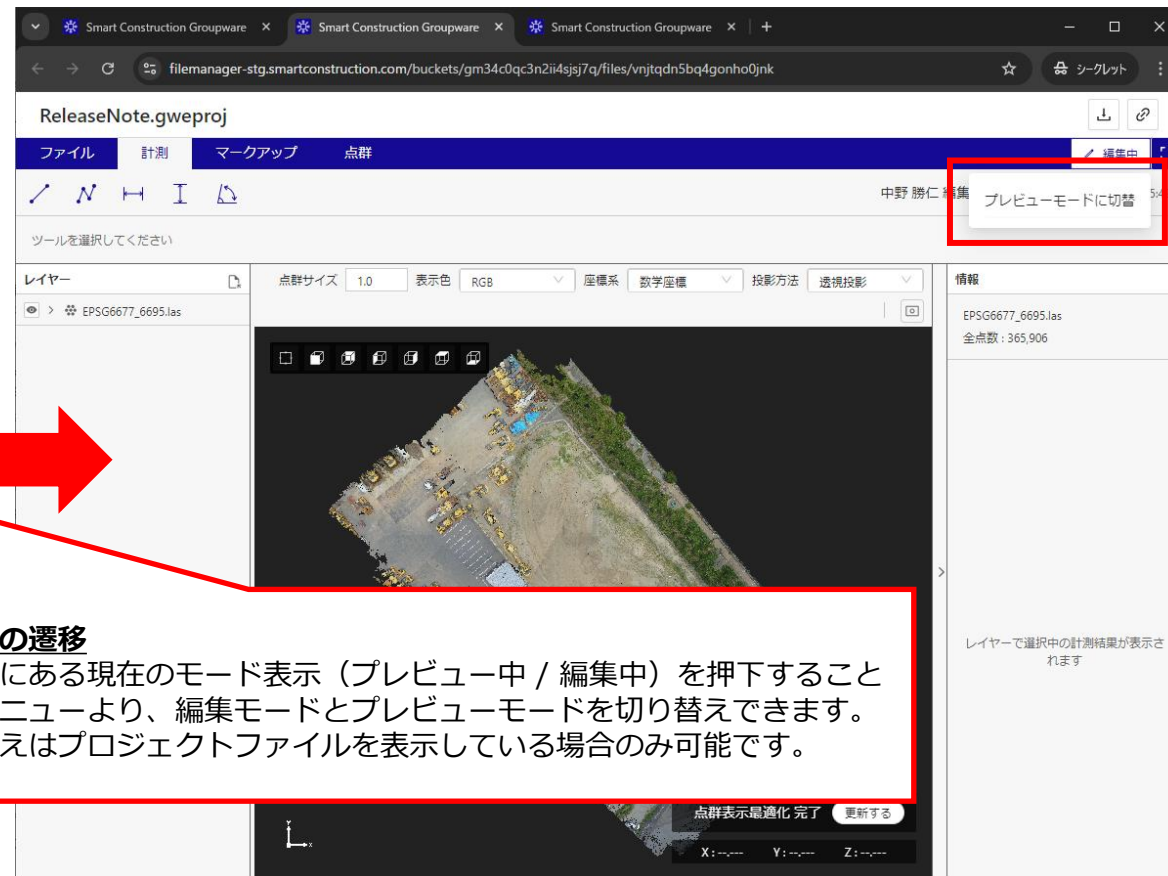 Smart Construction Groupware
Smart Construction Groupware
Smart Construction Groupware
filemanager-stg.smartconstruction.com/buckets/gm34c0qc3n2ii4sjsj7q/files/vnjtqdn5bq4gonho0jnk
シークレット
ReleaseNote.gweproj
ファイル 計測 マークアップ 点群
編集中
中野 勝仁 編集
プレビューモードに切替
ツールを選択してください
レイヤー
点群サイズ 1.0 表示色 RGB 座標系 数学座標 投影方法 透視投影
情報
EPSG6677_6695.las
EPSG6677_6695.las
全点数 : 365,906
の遷移
にある現在のモード表示（プレビュー中 / 編集中）を押下すること
ニューより、編集モードとプレビューモードを切り替えできます。
えはプロジェクトファイルを表示している場合のみ可能です。
レイヤーで選択中の計測結果が表示さ
れます
点群表示最適化 完了 更新する
Y
x
X : --.--- Y : --.--- Z : --.---